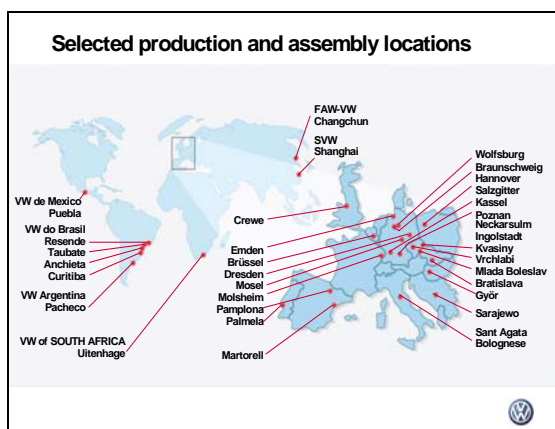 Selected production and assembly locations
FAW-VW
Changchun
SVW
Shanghai
VW de Mexico
Puebla
VW do Brasil
Resende
Taubate
Anchieta
Curitiba
VW Argentina
Pacheco
VW of SOUTH AFRICA
Uitenhage
Crewe
Emden
Brüssel
Dresden
Mosel
Molsheim
Pamplona
Palmela
Martorell
Wolfsburg
Braunschweig
Hannover
Salzgitter
Kassel
Poznan
Neckarsulm
Ingolstadt
Kvasiny
Vrchlabi
Mlada Boleslav
Bratislava
Györ
Sarajewo
Sant Agata
Bolognese
VW